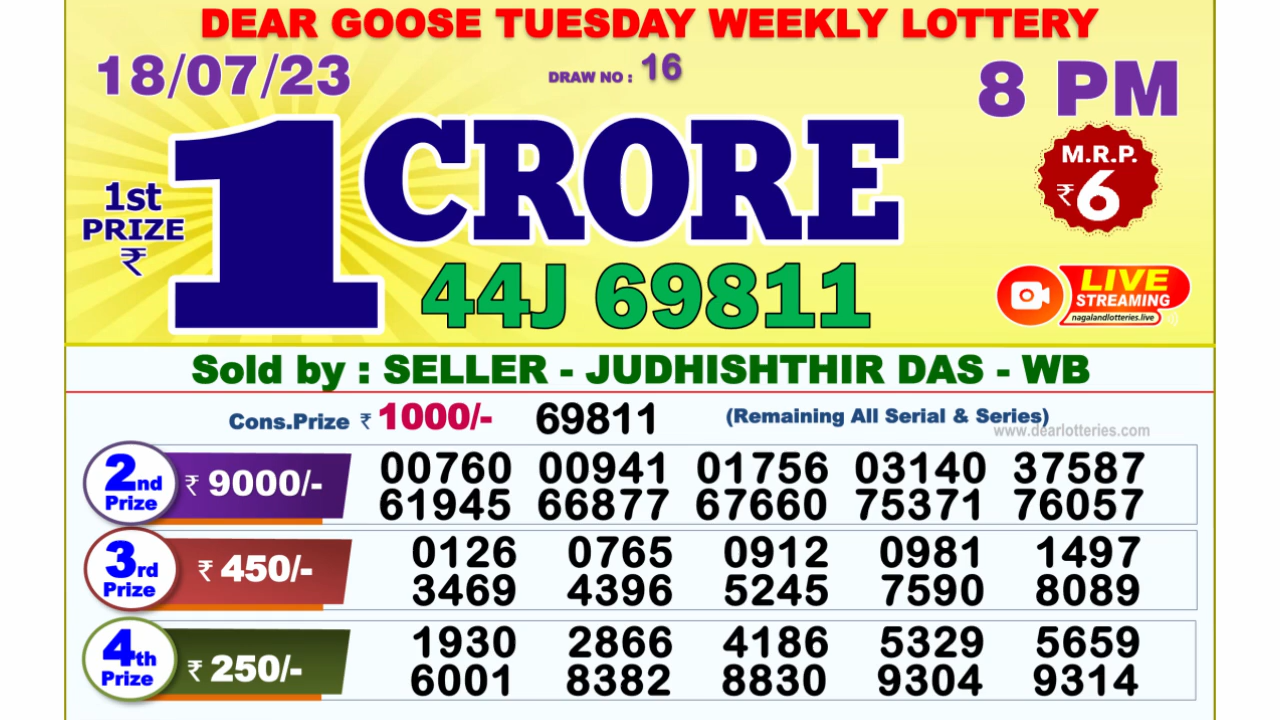 DEAR GOOSE TUESDAY WEEKLY LOTTERY
18/07/23
DRAW NO : 16
8 PM
1st
PRIZE
₹
1 CRORE
M.R.P.
₹ 6
44J 69811
LIVE
STREAMING
nagalandlotteries.live
Sold by : SELLER - JUDHISHTHIR DAS - WB
Cons.Prize ₹ 1000/- 69811 (Remaining All Serial & Series)
www.dearlotteries.com
2nd Prize ₹ 9000/-
00760 00941 01756 03140 37587
61945 66877 67660 75371 76057
3rd Prize ₹ 450/-
0126 0765 0912 0981 1497
3469 4396 5245 7590 8089
4th Prize ₹ 250/-
1930 2866 4186 5329 5659
6001 8382 8830 9304 9314